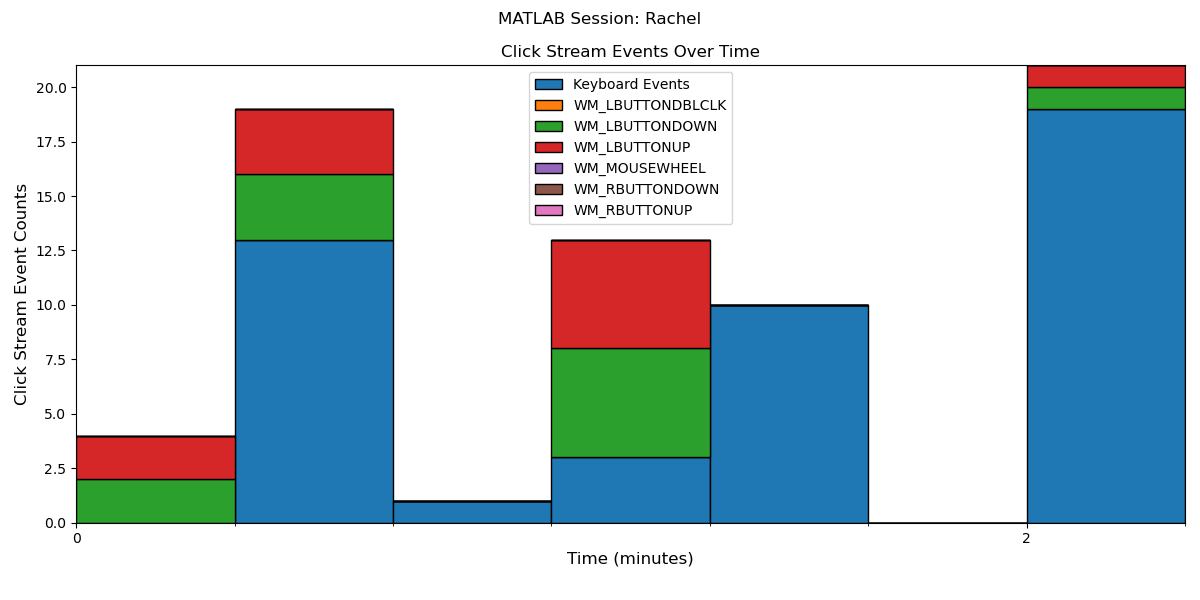 MATLAB Session: Rachel
Click Stream Events Over Time
Keyboard Events
WM_LBUTTONDBLCLK
WM_LBUTTONDOWN
WM_LBUTTONUP
WM_MOUSEWHEEL
WM_RBUTTONDOWN
WM_RBUTTONUP
Click Stream Event Counts
20.0
17.5
15.0
12.5
10.0
7.5
5.0
2.5
0.0
0 2
Time (minutes)